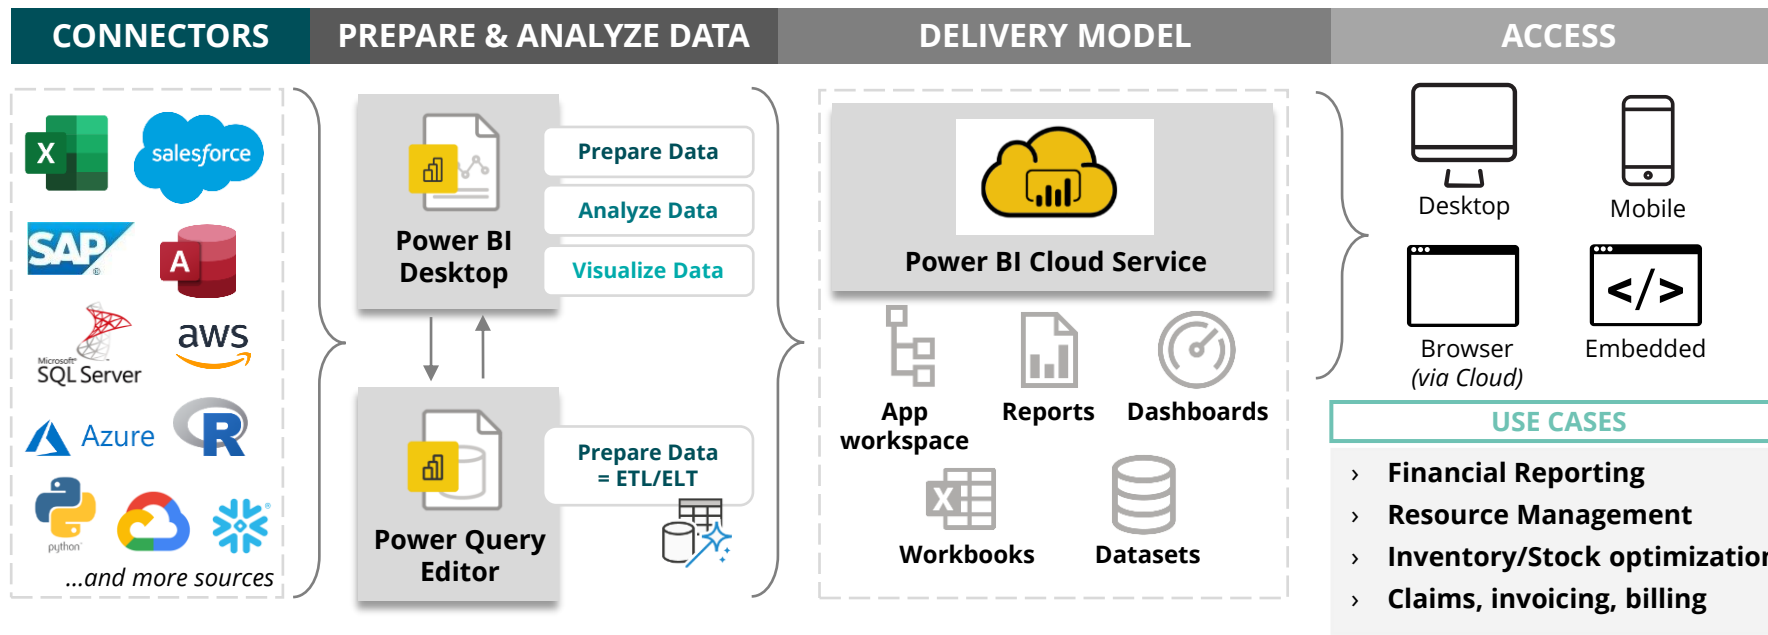 CONNECTORS
PREPARE & ANALYZE DATA
DELIVERY MODEL
ACCESS
X
salesforce
SAP®
A
Microsoft®
SQL Server
aws
Azure
R
python™
...and more sources
Power BI
Desktop
Prepare Data
Analyze Data
Visualize Data
Power Query
Editor
Prepare Data
= ETL/ELT
Power BI Cloud Service
App
workspace
Reports
Dashboards
X
Workbooks
Datasets
Desktop
Mobile
Browser
(via Cloud)
</>
Embedded
USE CASES
› Financial Reporting
› Resource Management
› Inventory/Stock optimization
› Claims, invoicing, billing